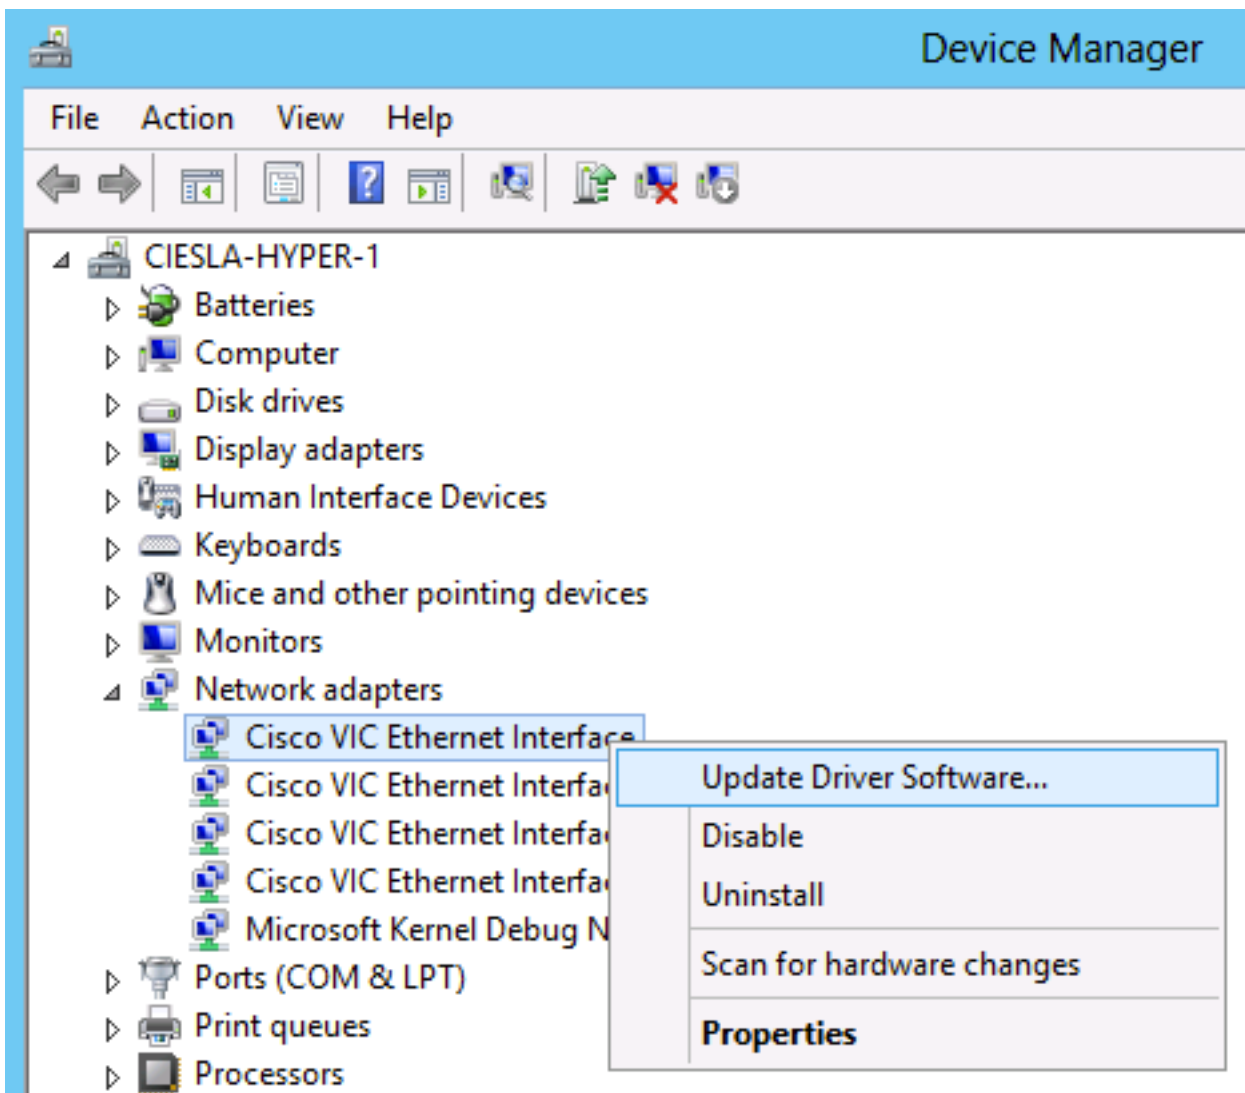 Device Manager
File Action View Help
CIESLA-HYPER-1
Batteries
Computer
Disk drives
Display adapters
Human Interface Devices
Keyboards
Mice and other pointing devices
Monitors
Network adapters
Cisco VIC Ethernet Interface
Cisco VIC Ethernet
Update Driver Software...
Cisco VIC Ethernet
Disable
Cisco VIC Ethernet
Uninstall
Microsoft Kernel Debug
Ports (COM & LPT)
Scan for hardware changes
Print queues
Properties
Processors